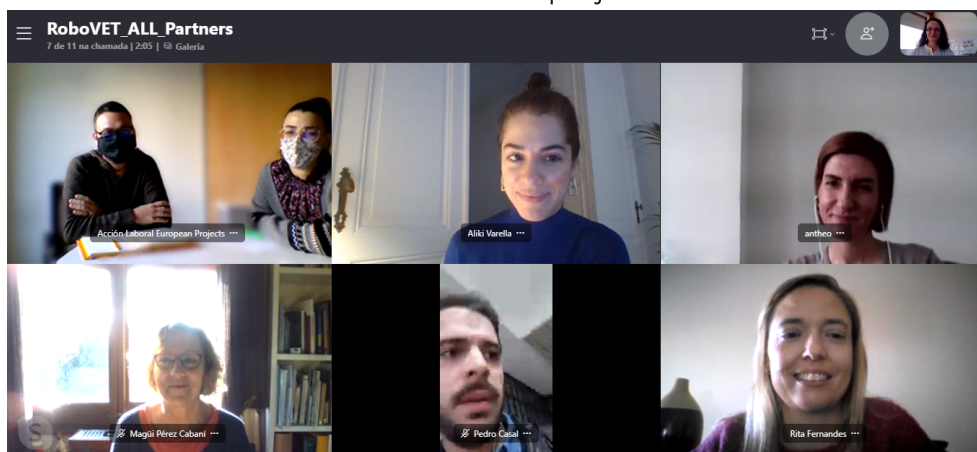 RoboVET_ALL_Partners
7 de 11 na chamada | 2:05 | Galeria
Acción Laboral European Projects ···
Aliki Varella ···
antheo ···
Magüi Pérez Cabaní ···
Pedro Casal ···
Rita Fernandes ···